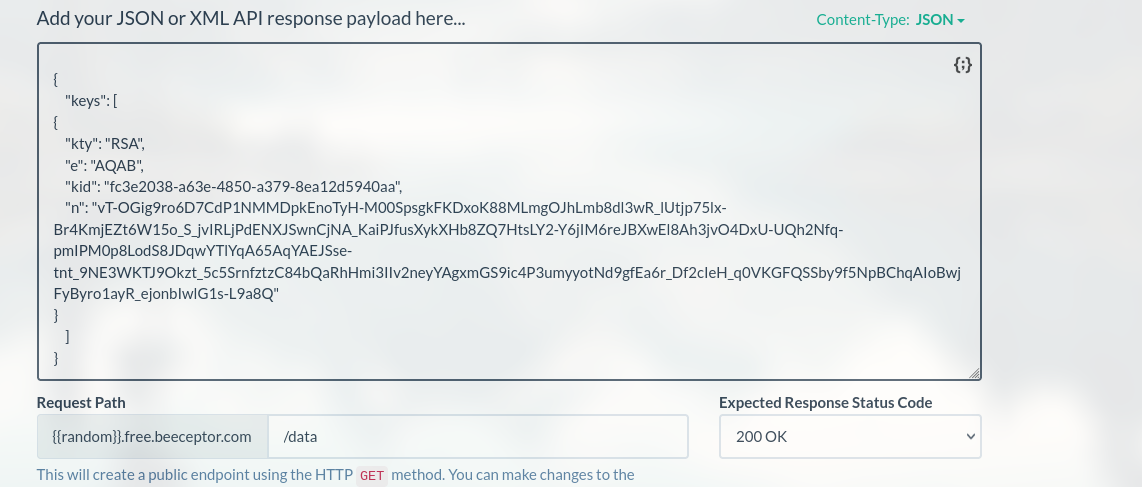 Add your JSON or XML API response payload here...
Content-Type: JSON
{;}
{
"keys": [
{
"kty": "RSA",
"e": "AQAB",
"kid": "fc3e2038-a63e-4850-a379-8ea12d5940aa",
"n": "vT-OGig9ro6D7CdP1NMMDpkEnoTyH-M00SpsgkFKDxoK88MLmgOJhLmb8dl3wR_lUtjp75lx-
Br4KmjEZt6W15o_S_jvIRLjPdENXJSwnCjNA_KaiPJfusXykXHb8ZQ7HtsLY2-Y6jIM6reJBXwEl8Ah3jvO4DxU-UQh2Nfq-
pmIPM0p8LodS8JDqwYTlYqA65AqYAEJSse-
tnt_9NE3WKTJ9Okzt_5c5SrnfztzC84bQaRhHmi3IIv2neyYAgxmGS9ic4P3umyyotNd9gfEa6r_Df2cIeH_q0VKGFQSSby9f5NpBChqAIoBwj
FyByro1ayR_ejonbIwlG1s-L9a8Q"
}
]
}
Request Path
Expected Response Status Code
{{random}}.free.beeceptor.com
/data
200 OK
This will create a public endpoint using the HTTP GET method. You can make changes to the